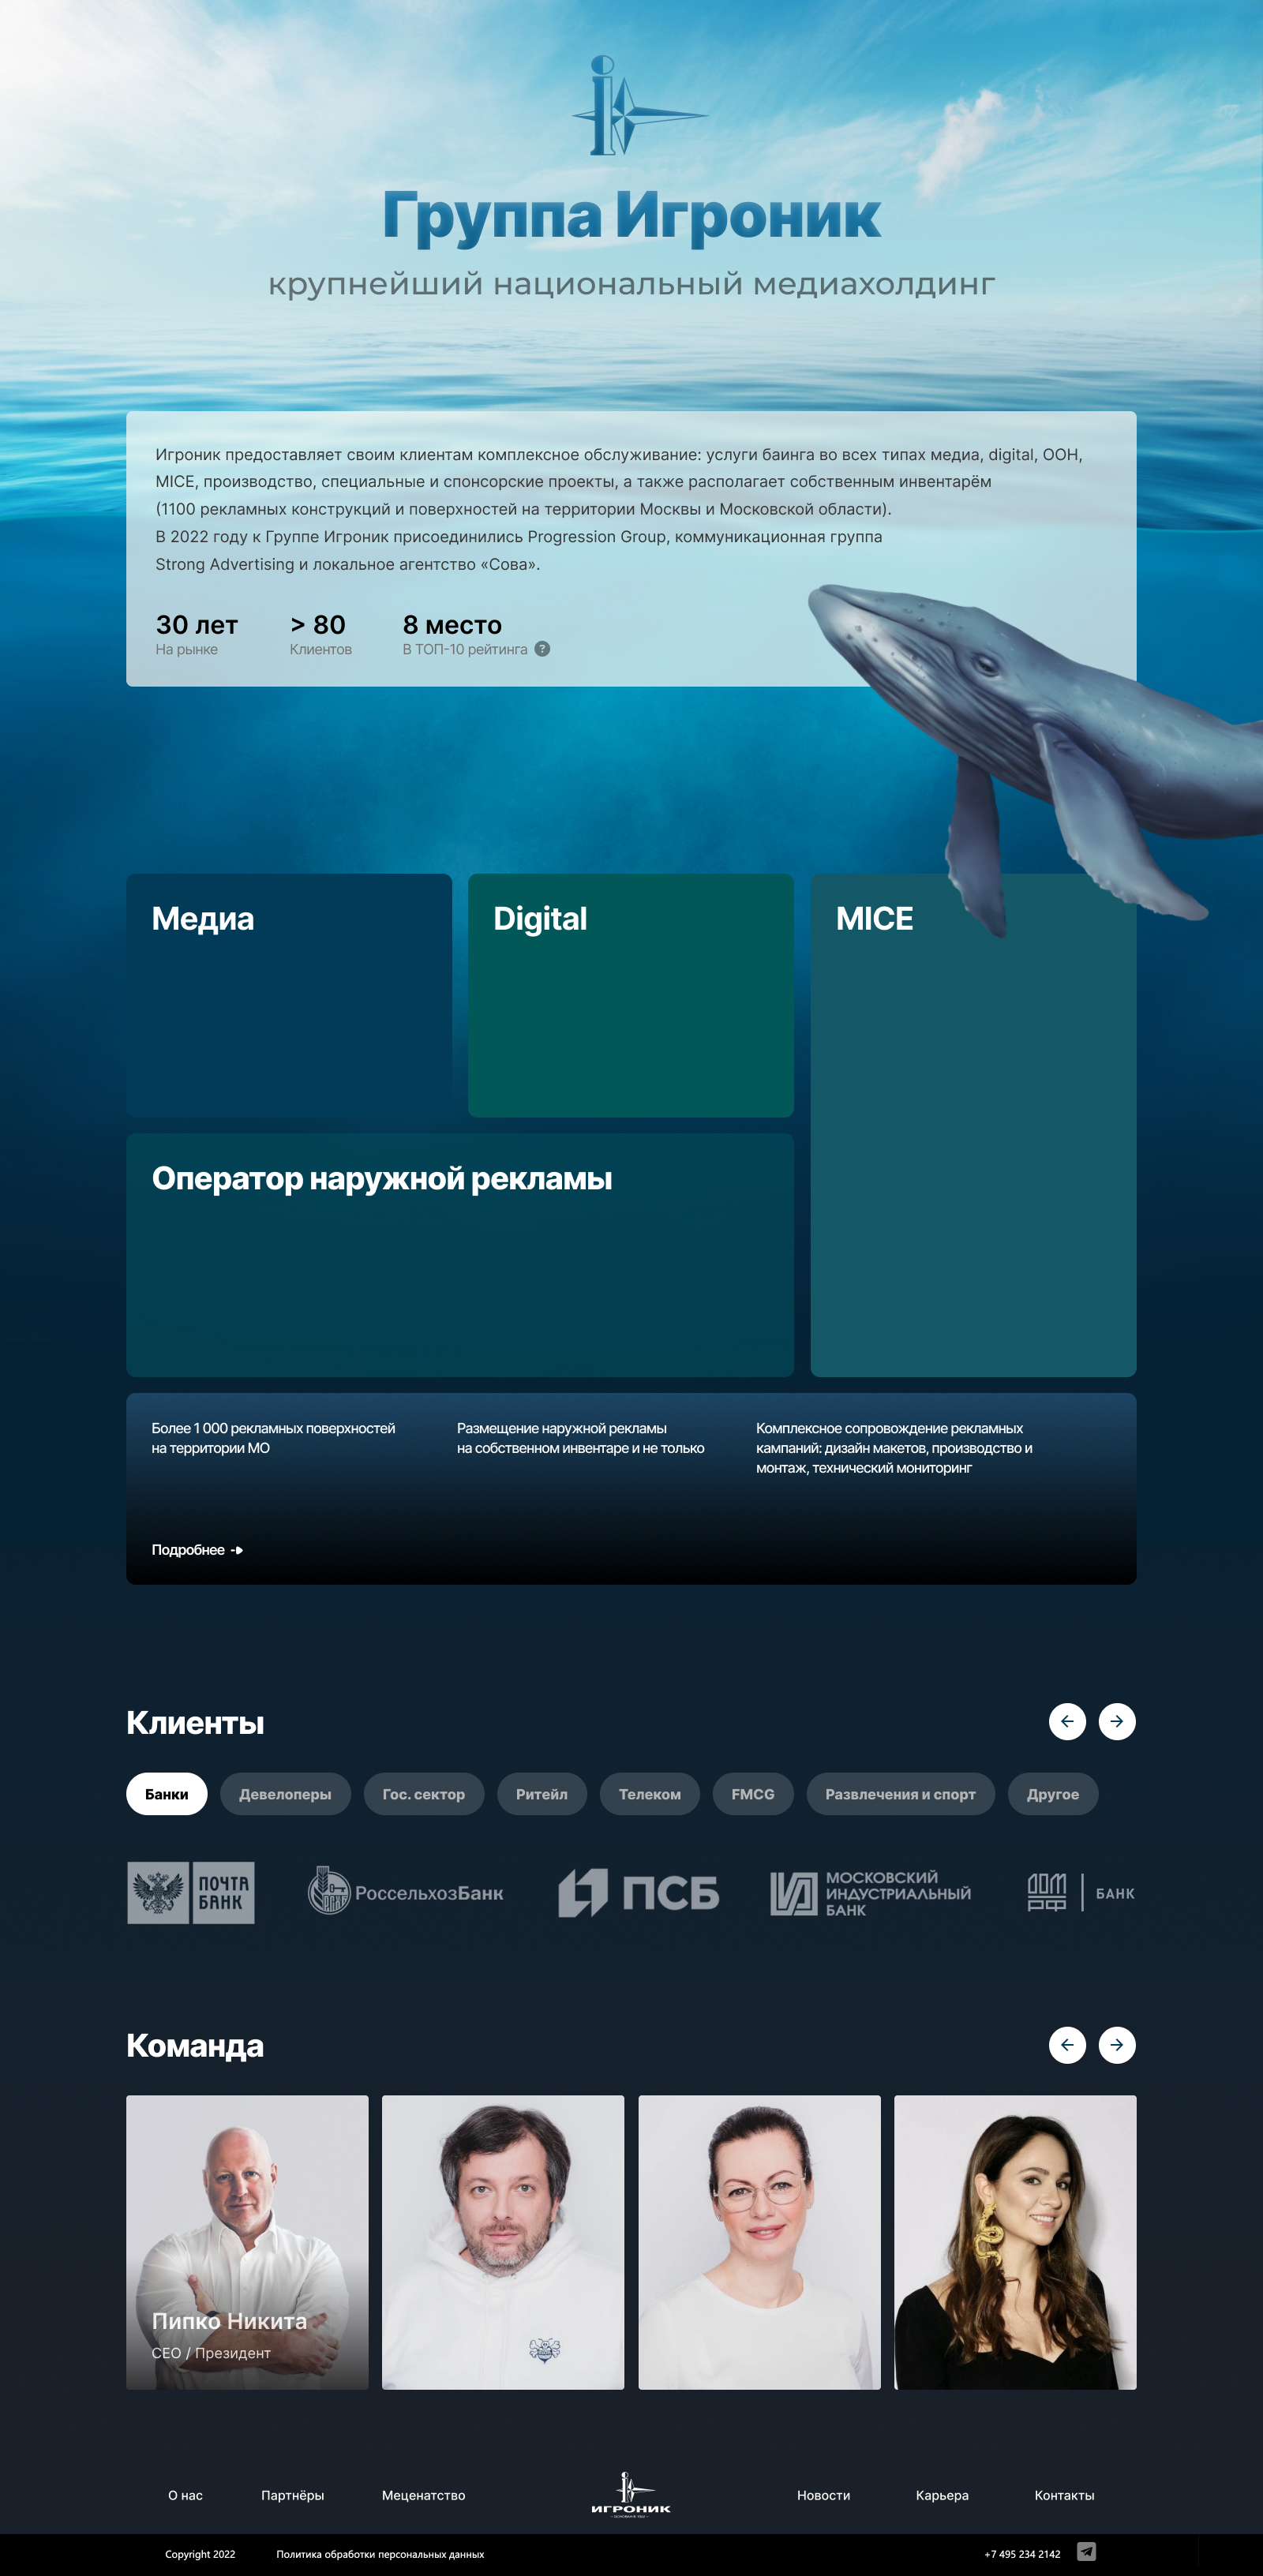 Группа Игроник
крупнейший национальный медиахолдинг
Игроник предоставляет своим клиентам комплексное обслуживание: услуги баинга во всех типах медиа, digital, OOH,
MICE, производство, специальные и спонсорские проекты, а также располагает собственным инвентарём
(1100 рекламных конструкций и поверхностей на территории Москвы и Московской области).
В 2022 году к Группе Игроник присоединились Progression Group, коммуникационная группа
Strong Advertising и локальное агентство «Сова».
30 лет
На рынке
> 80
Клиентов
8 место
В ТОП-10 рейтинга ?
Медиа
Digital
MICE
Оператор наружной рекламы
Более 1 000 рекламных поверхностей
на территории МО
Размещение наружной рекламы
на собственном инвентаре и не только
Комплексное сопровождение рекламных
кампаний: дизайн макетов, производство и
монтаж, технический мониторинг
Подробнее
Клиенты
Банки
Девелоперы
Гос. сектор
Ритейл
Телеком
FMCG
Развлечения и спорт
Другое
ПОЧТА
БАНК
РоссельхозБанк
ПСБ
МОСКОВСКИЙ
ИНДУСТРИАЛЬНЫЙ
БАНК
ДОМ
РФ
БАНК
Команда
Пипко Никита
CEO / Президент
О нас
Партнёры
Меценатство
ИГРОНИК
Новости
Карьера
Контакты
Copyright 2022
Политика обработки персональных данных
+7 495 234 2142